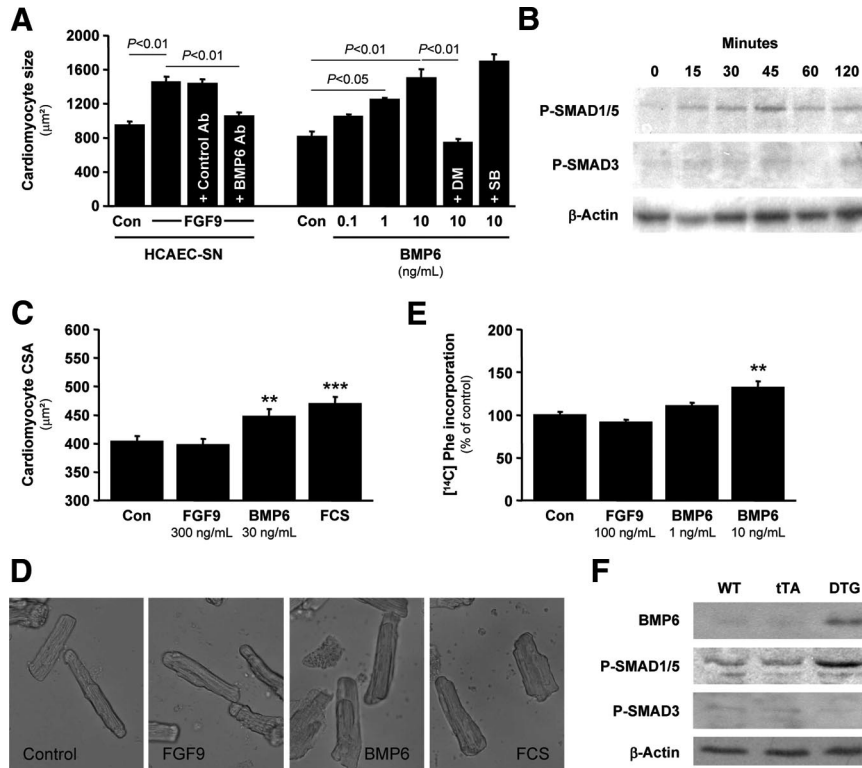 A
Cardiomyocyte size
(µm²)
2000
1600
1200
800
400
0
P<0.01
P<0.01
P<0.01
P<0.01
P<0.05
+ Control Ab
+ BMP6 Ab
+ DM
+ SB
Con
FGF9
Con
0.1
1
10
10
10
HCAEC-SN
BMP6
(ng/mL)
B
Minutes
0 15 30 45 60 120
P-SMAD1/5
P-SMAD3
β-Actin
C
Cardiomyocyte CSA
(µm²)
600
550
500
450
400
350
300
**
***
Con
FGF9
BMP6
FCS
300 ng/mL
30 ng/mL
E
[¹⁴C] Phe incorporation
(% of control)
200
150
100
50
0
**
Con
FGF9
BMP6
BMP6
100 ng/mL
1 ng/mL
10 ng/mL
D
Control
FGF9
BMP6
FCS
F
WT tTA DTG
BMP6
P-SMAD1/5
P-SMAD3
β-Actin